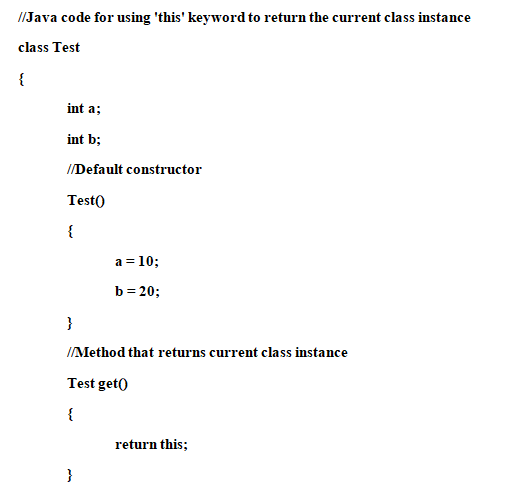 //Java code for using 'this' keyword to return the current class instance
class Test
{
int a;
int b;
//Default constructor
Test()
{
a = 10;
b = 20;
}
//Method that returns current class instance
Test get()
{
return this;
}